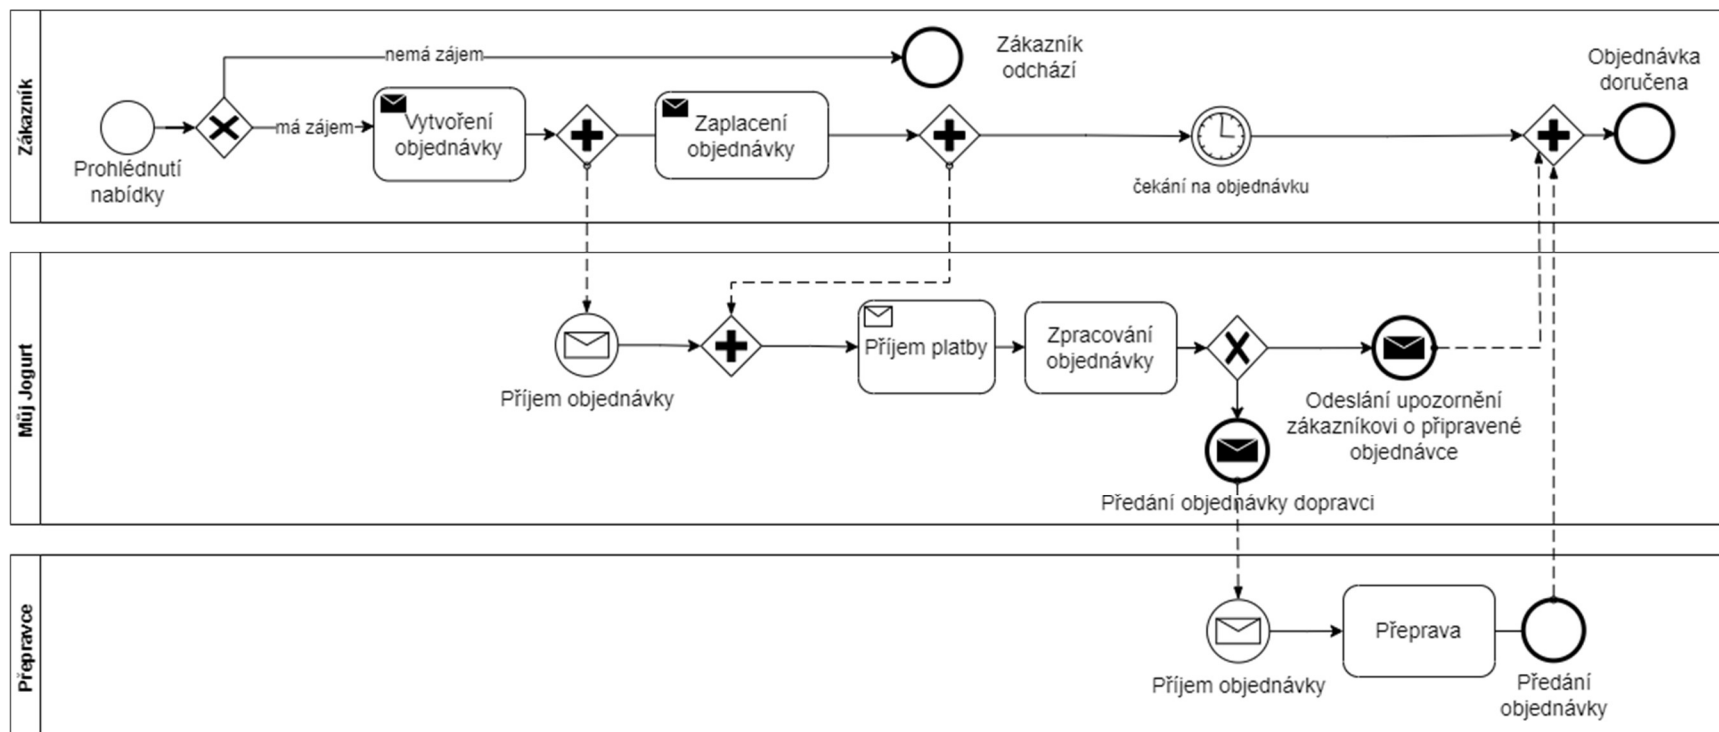 Zákazník
nemá zájem
Zákazník
odchází
Objednávka
doručena
má zájem
Vytvoření
objednávky
Zaplacení
objednávky
Prohlédnutí
nabídky
čekání na objednávku
Můj Jogurt
Příjem objednávky
Příjem platby
Zpracování
objednávky
Odeslání upozornění
zákazníkovi o připravené
objednávce
Předání objednávky dopravci
Přepravce
Příjem objednávky
Přeprava
Předání
objednávky